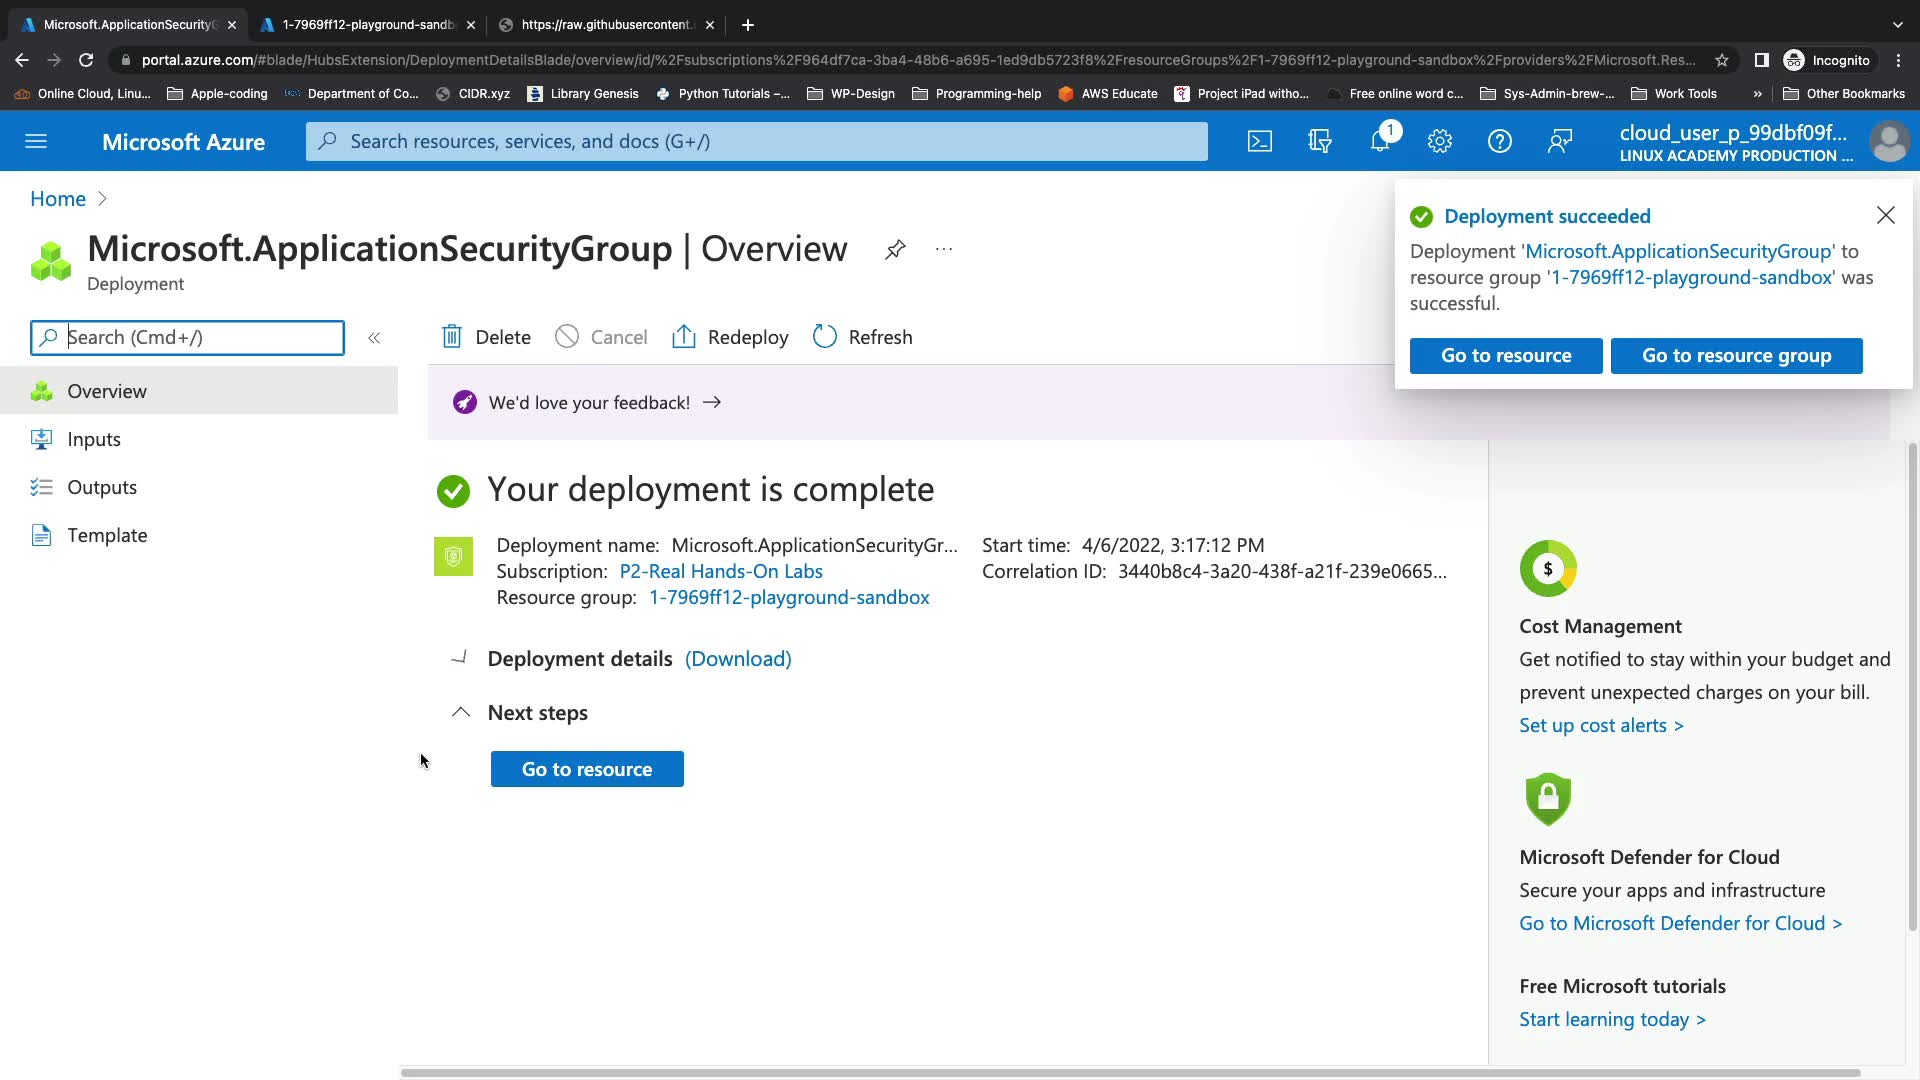 Microsoft.ApplicationSecurityG
1-7969ff12-playground-sandb
https://raw.githubusercontent.
portal.azure.com/#blade/HubsExtension/DeploymentDetailsBlade/overview/id/%2Fsubscriptions%2F964df7ca-3ba4-48b6-a695-1ed9db5723f8%2FresourceGroups%2F1-7969ff12-playground-sandbox%2Fproviders%2FMicrosoft.Res...
Incognito
Online Cloud, Linu...
Apple-coding
Department of Co...
CIDR.xyz
Library Genesis
Python Tutorials –...
WP-Design
Programming-help
AWS Educate
Project iPad witho...
Free online word c...
Sys-Admin-brew-...
Work Tools
»
Other Bookmarks
Microsoft Azure
Search resources, services, and docs (G+/)
1
cloud_user_p_99dbf09f...
LINUX ACADEMY PRODUCTION ...
Home >
Microsoft.ApplicationSecurityGroup | Overview
...
Deployment
Search (Cmd+/)
«
Overview
Inputs
Outputs
Template
Delete
Cancel
Redeploy
Refresh
We'd love your feedback! →
Your deployment is complete
Deployment name: Microsoft.ApplicationSecurityGr...
Subscription: P2-Real Hands-On Labs
Resource group: 1-7969ff12-playground-sandbox
Start time: 4/6/2022, 3:17:12 PM
Correlation ID: 3440b8c4-3a20-438f-a21f-239e0665...
Deployment details (Download)
Next steps
Go to resource
Deployment succeeded
Deployment 'Microsoft.ApplicationSecurityGroup' to
resource group '1-7969ff12-playground-sandbox' was
successful.
Go to resource
Go to resource group
$
Cost Management
Get notified to stay within your budget and
prevent unexpected charges on your bill.
Set up cost alerts >
Microsoft Defender for Cloud
Secure your apps and infrastructure
Go to Microsoft Defender for Cloud >
Free Microsoft tutorials
Start learning today >